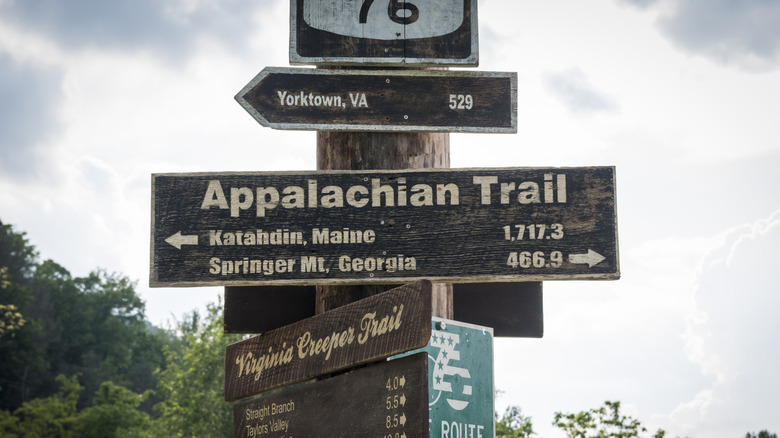 76
Yorktown, VA 529
Appalachian Trail
Katahdin, Maine 1,717.3
Springer Mt, Georgia 466.9
Virginia Creeper Trail
Straight Branch 4.0
Taylors Valley 5.5
8.5
ROUTE